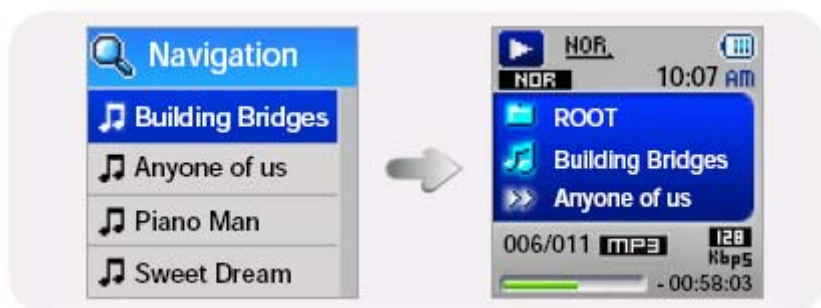 Navigation
Building Bridges
Anyone of us
Piano Man
Sweet Dream
NOR.
NOR 10:07 AM
ROOT
Building Bridges
Anyone of us
006/011 MP3 128 Kbps
- 00:58:03